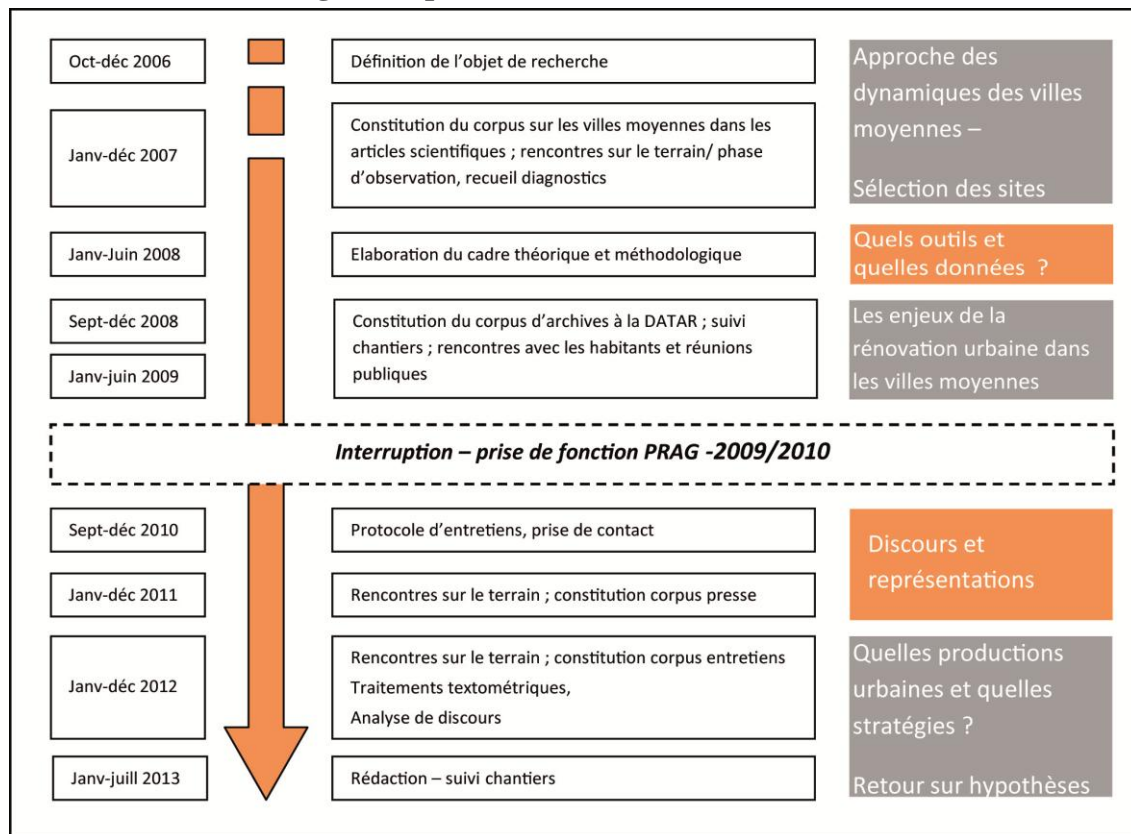 Oct-déc 2006
Définition de l'objet de recherche
Approche des
dynamiques des villes
moyennes –
Sélection des sites
Janv-déc 2007
Constitution du corpus sur les villes moyennes dans les
articles scientifiques ; rencontres sur le terrain/ phase
d'observation, recueil diagnostics
Janv-Juin 2008
Elaboration du cadre théorique et méthodologique
Quels outils et
quelles données ?
Sept-déc 2008
Janv-juin 2009
Constitution du corpus d'archives à la DATAR ; suivi
chantiers ; rencontres avec les habitants et réunions
publiques
Les enjeux de la
rénovation urbaine dans
les villes moyennes
Interruption – prise de fonction PRAG -2009/2010
Sept-déc 2010
Protocole d'entretiens, prise de contact
Discours et
représentations
Janv-déc 2011
Rencontres sur le terrain ; constitution corpus presse
Janv-déc 2012
Rencontres sur le terrain ; constitution corpus entretiens
Traitements textométriques,
Analyse de discours
Quelles productions
urbaines et quelles
stratégies ?
Retour sur hypothèses
Janv-juill 2013
Rédaction – suivi chantiers